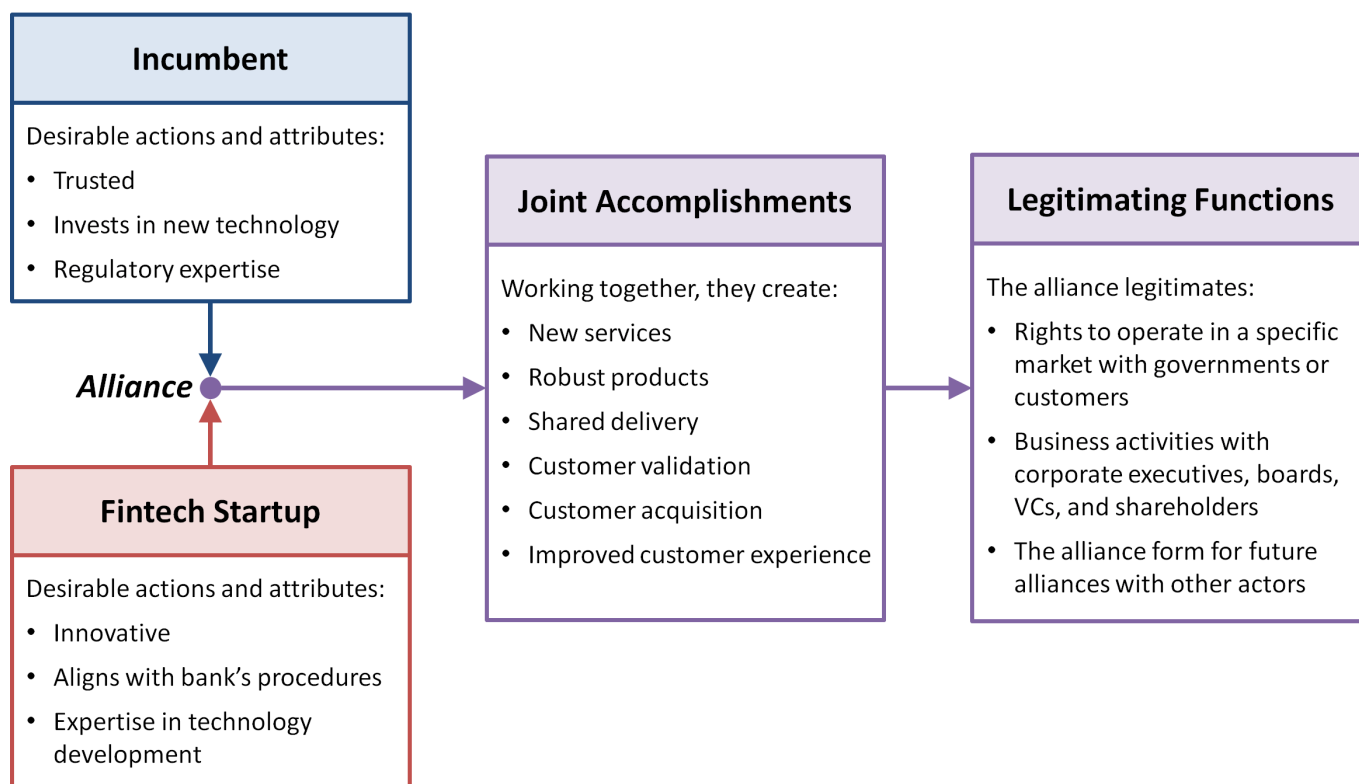 Incumbent
Desirable actions and attributes:
• Trusted
• Invests in new technology
• Regulatory expertise
Alliance
Fintech Startup
Desirable actions and attributes:
• Innovative
• Aligns with bank’s procedures
• Expertise in technology
development
Joint Accomplishments
Working together, they create:
• New services
• Robust products
• Shared delivery
• Customer validation
• Customer acquisition
• Improved customer experience
Legitimating Functions
The alliance legitimates:
• Rights to operate in a specific
market with governments or
customers
• Business activities with
corporate executives, boards,
VCs, and shareholders
• The alliance form for future
alliances with other actors